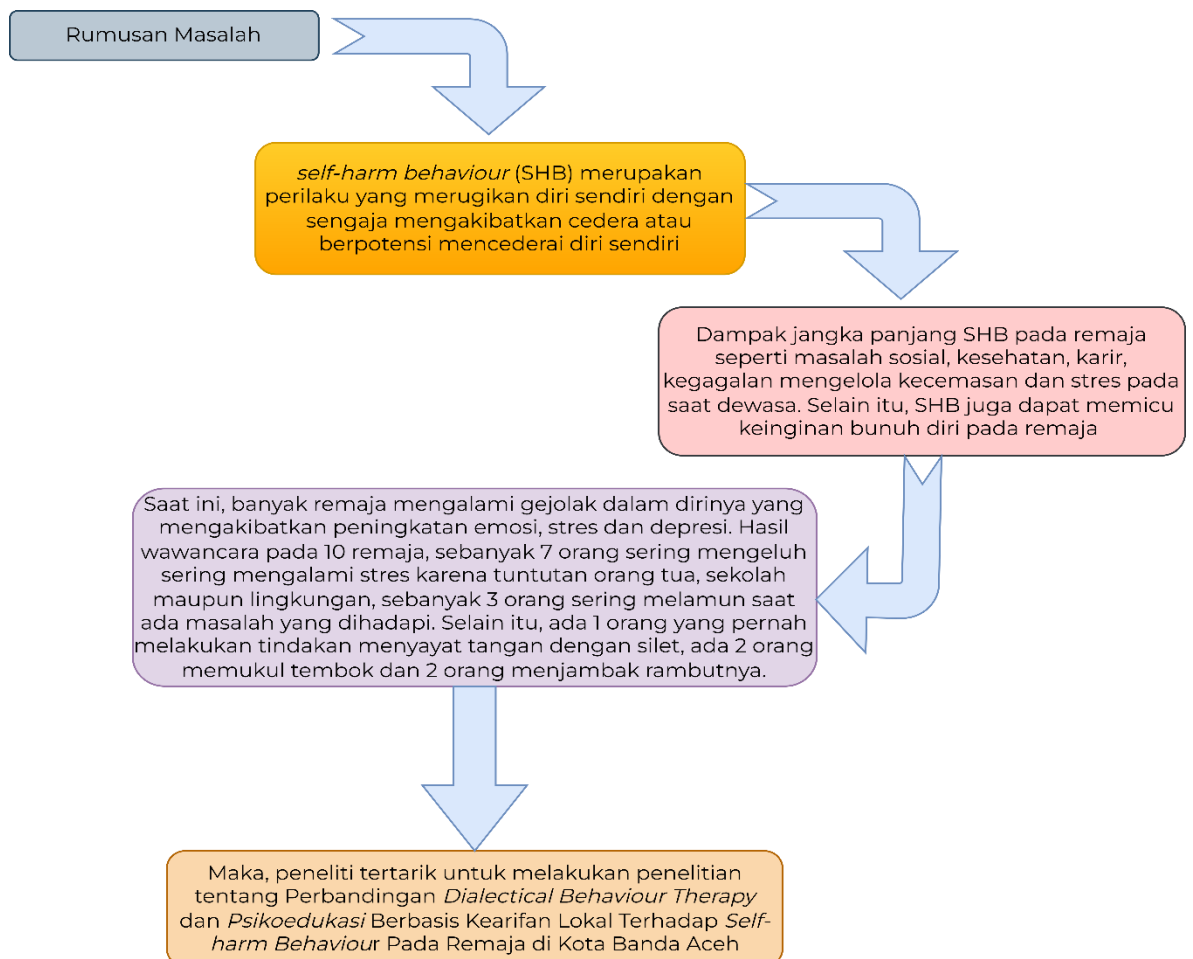 Rumusan Masalah
self-harm behaviour (SHB) merupakan
perilaku yang merugikan diri sendiri dengan
sengaja mengakibatkan cedera atau
berpotensi mencederai diri sendiri
Dampak jangka panjang SHB pada remaja
seperti masalah sosial, kesehatan, karir,
kegagalan mengelola kecemasan dan stres pada
saat dewasa. Selain itu, SHB juga dapat memicu
keinginan bunuh diri pada remaja
Saat ini, banyak remaja mengalami gejolak dalam dirinya yang
mengakibatkan peningkatan emosi, stres dan depresi. Hasil
wawancara pada 10 remaja, sebanyak 7 orang sering mengeluh
sering mengalami stres karena tuntutan orang tua, sekolah
maupun lingkungan, sebanyak 3 orang sering melamun saat
ada masalah yang dihadapi. Selain itu, ada 1 orang yang pernah
melakukan tindakan menyayat tangan dengan silet, ada 2 orang
memukul tembok dan 2 orang menjambak rambutnya.
Maka, peneliti tertarik untuk melakukan penelitian
tentang Perbandingan Dialectical Behaviour Therapy
dan Psikoedukasi Berbasis Kearifan Lokal Terhadap Self-
harm Behaviour Pada Remaja di Kota Banda Aceh